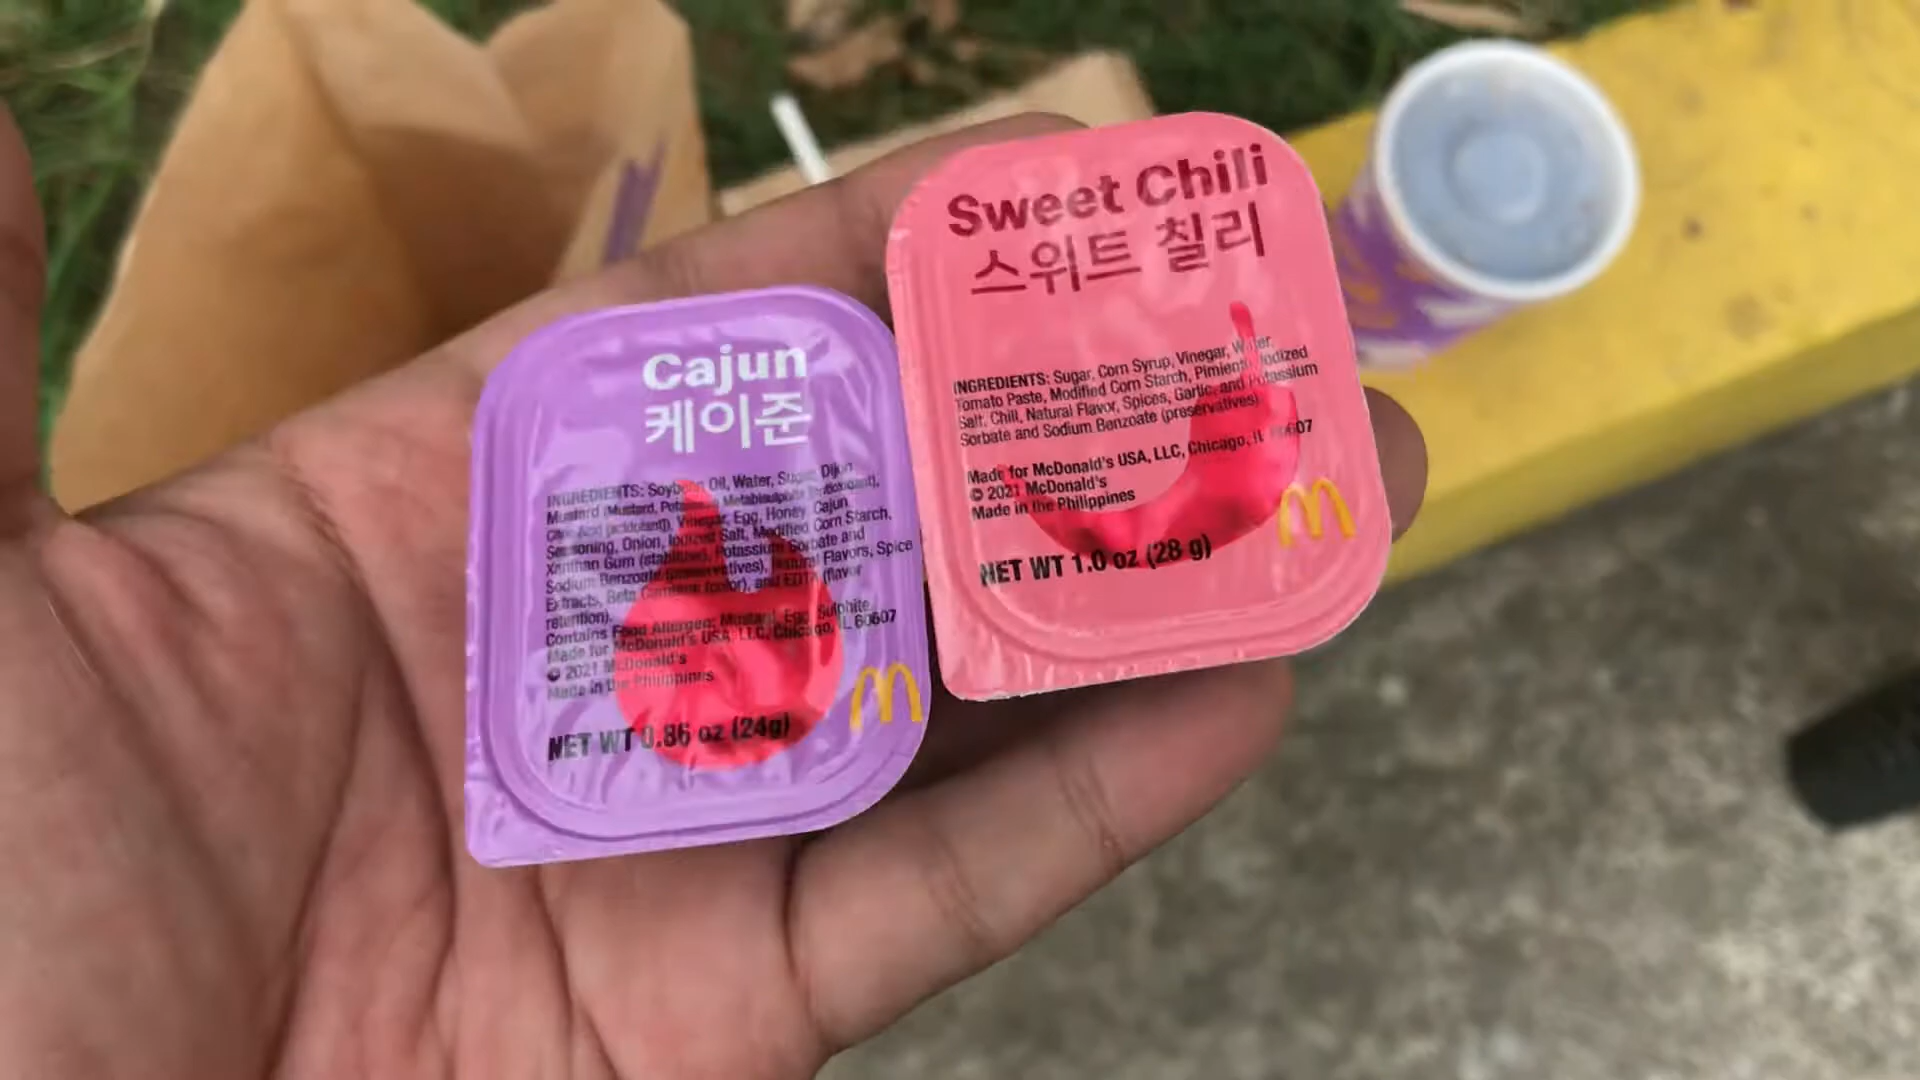 Cajun
케이준
INGREDIENTS: Soybean Oil, Water, Sugar, Dijon
Mustard (Mustard, Potassium Metabisulphite (antioxidant),
Citric Acid (acidulant)), Vinegar, Egg, Honey, Cajun
Seasoning, Onion, Iodized Salt, Modified Corn Starch,
Xanthan Gum (stabilizer), Potassium Sorbate and
Sodium Benzoate (preservatives), Natural Flavors, Spice
Extracts, Beta Carotene (color), and EDTA (flavor
retention).
Contains Food Allergen: Mustard, Egg, Sulphite.
Made for McDonald's USA, LLC, Chicago, IL 60607
© 2021 McDonald's
Made in the Philippines
NET WT 0.86 oz (24g)
Sweet Chili
스위트 칠리
INGREDIENTS: Sugar, Corn Syrup, Vinegar, Water,
Tomato Paste, Modified Corn Starch, Pimiento, Iodized
Salt, Chili, Natural Flavor, Spices, Garlic, and Potassium
Sorbate and Sodium Benzoate (preservatives)
Made for McDonald's USA, LLC, Chicago, IL 60607
© 2021 McDonald's
Made in the Philippines
NET WT 1.0 oz (28 g)